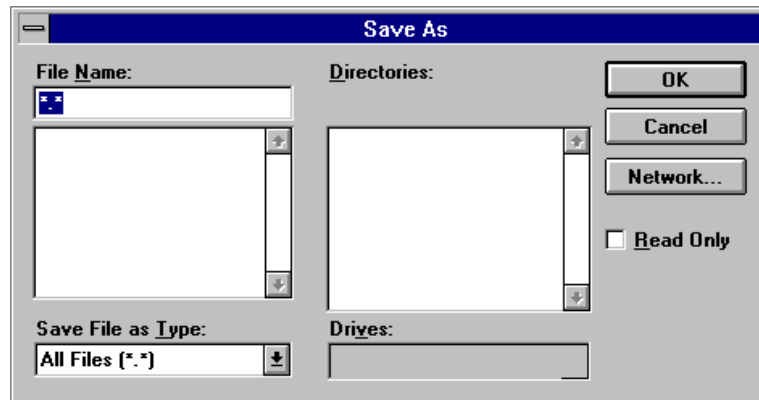 Save As
File Name:
*.*
Directories:
OK
Cancel
Network...
Read Only
Save File as Type:
All Files (*.*)
Drives: